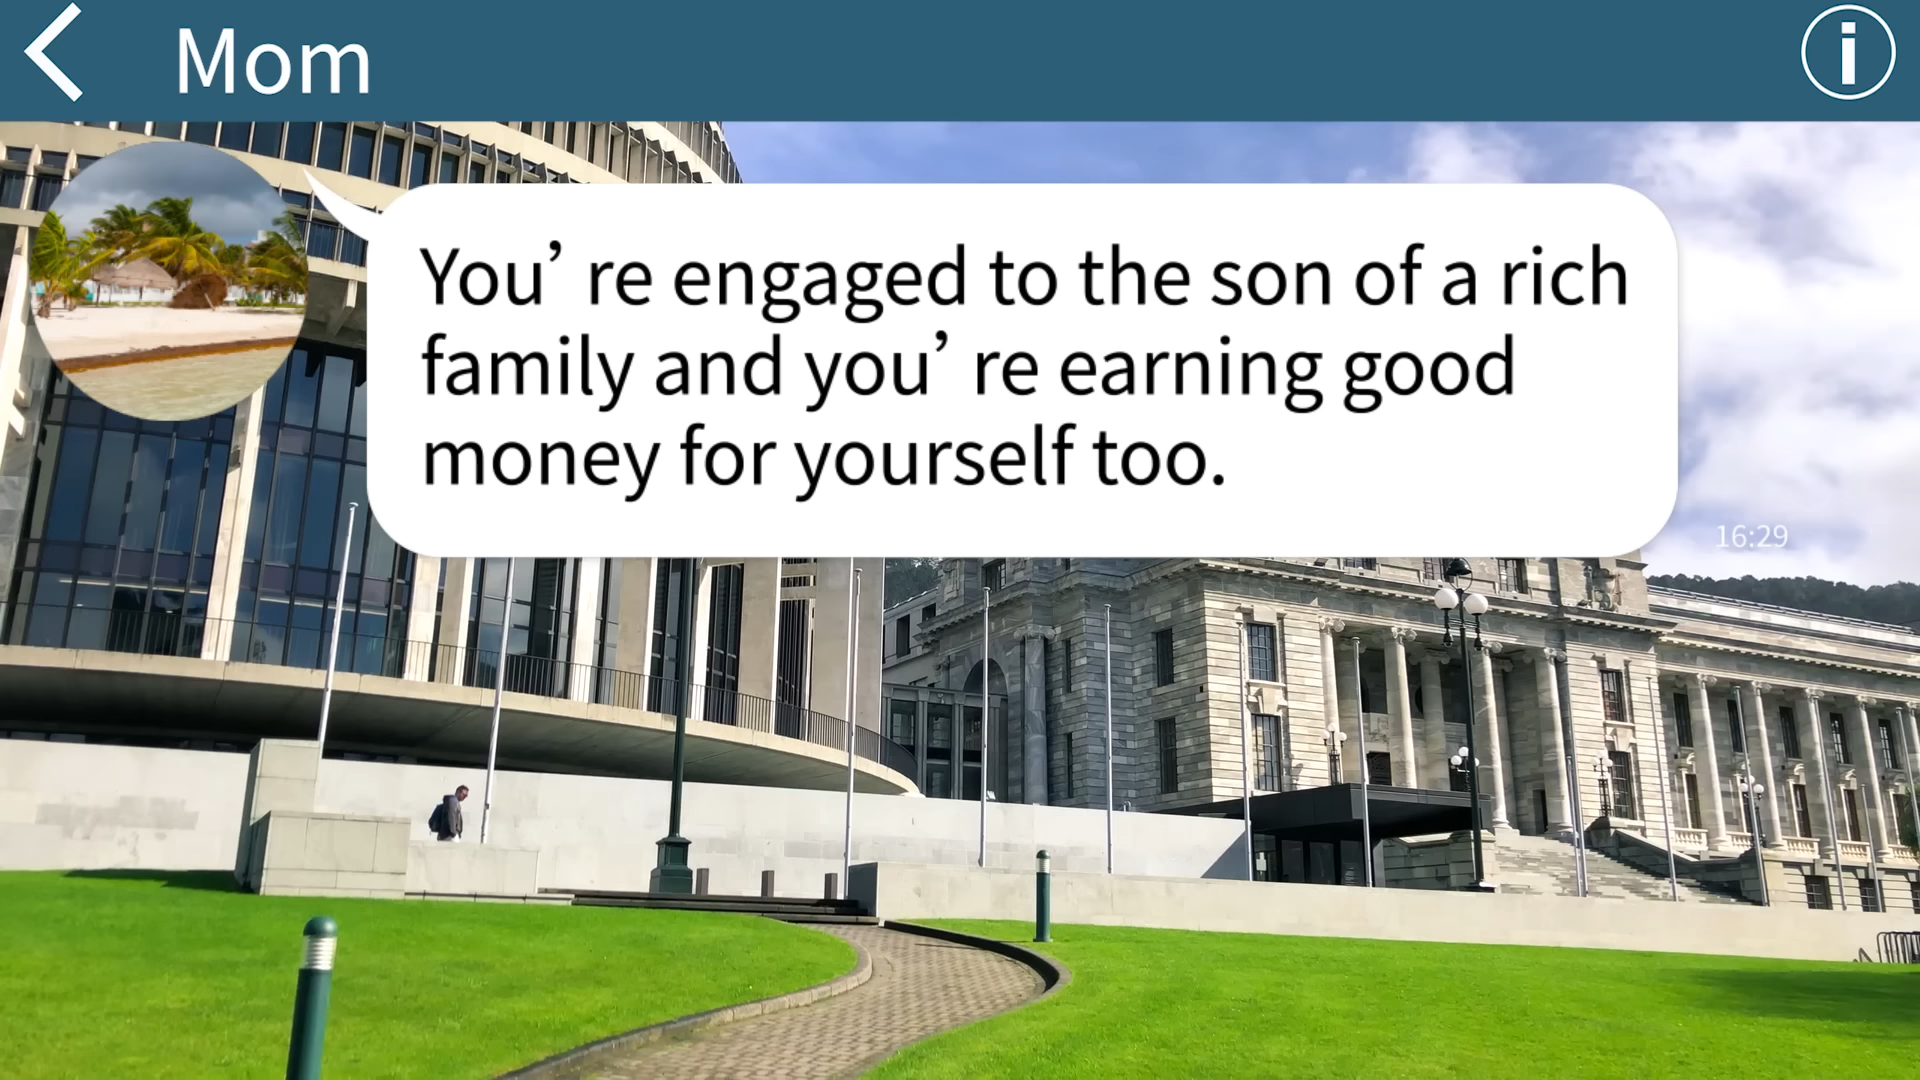 Mom
You’ re engaged to the son of a rich
family and you’ re earning good
money for yourself too.
16:29